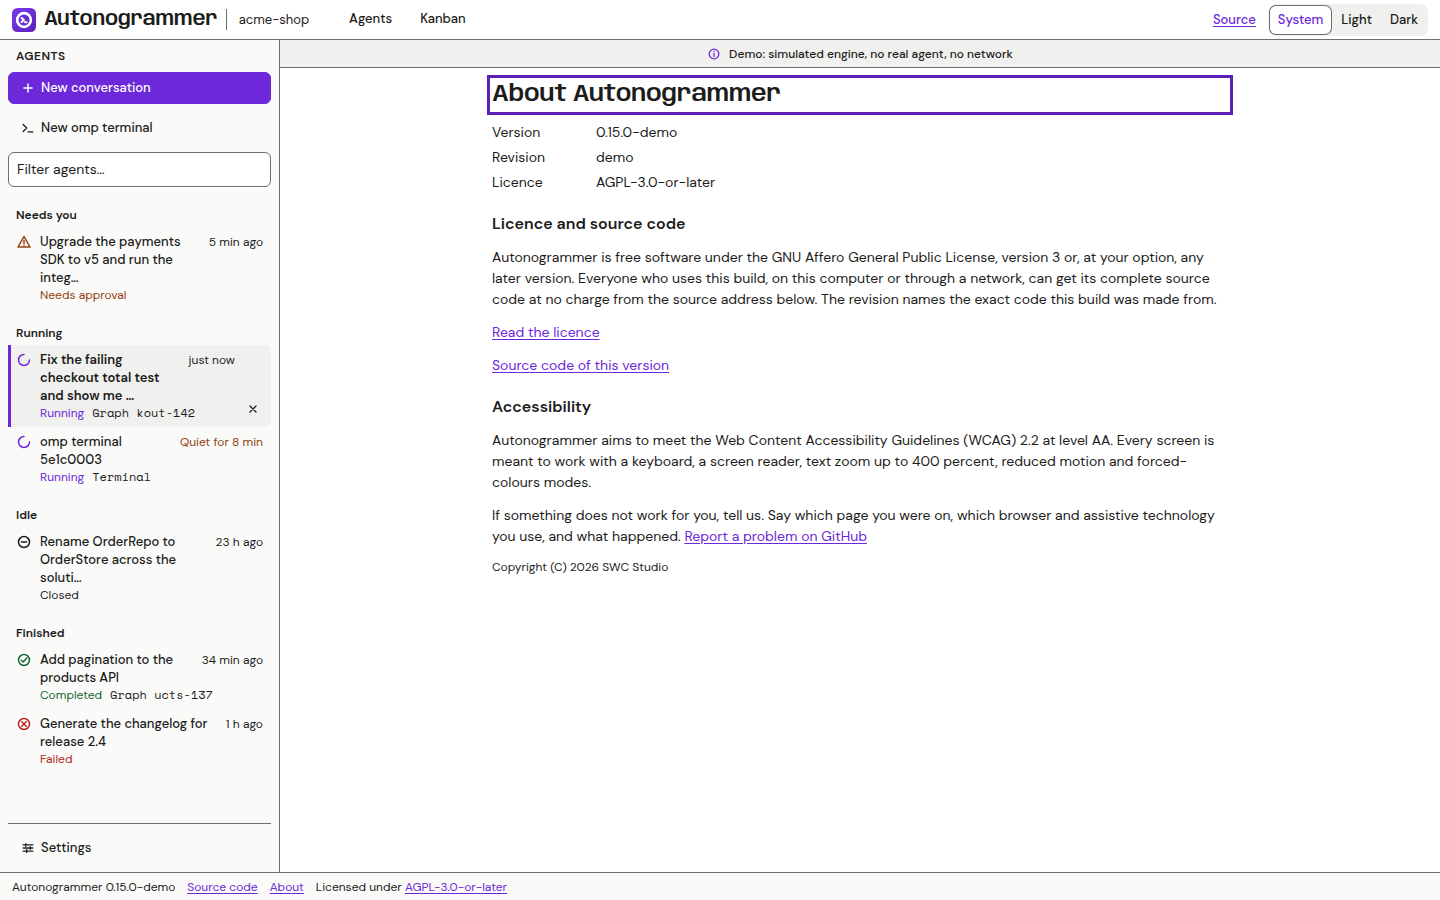 Autonogrammer
acme-shop
Agents
Kanban
Source
System
Light
Dark
AGENTS
New conversation
New omp terminal
Filter agents…
Needs you
Upgrade the payments 5 min ago
SDK to v5 and run the
integ…
Needs approval
Running
Fix the failing just now
checkout total test
and show me …
Running Graph kout-142
omp terminal Quiet for 8 min
5e1c0003
Running Terminal
Idle
Rename OrderRepo to 23 h ago
OrderStore across the
soluti…
Closed
Finished
Add pagination to the 34 min ago
products API
Completed Graph ucts-137
Generate the changelog for 1 h ago
release 2.4
Failed
Settings
Demo: simulated engine, no real agent, no network
About Autonogrammer
Version 0.15.0-demo
Revision demo
Licence AGPL-3.0-or-later
Licence and source code
Autonogrammer is free software under the GNU Affero General Public License, version 3 or, at your option, any
later version. Everyone who uses this build, on this computer or through a network, can get its complete source
code at no charge from the source address below. The revision names the exact code this build was made from.
Read the licence
Source code of this version
Accessibility
Autonogrammer aims to meet the Web Content Accessibility Guidelines (WCAG) 2.2 at level AA. Every screen is
meant to work with a keyboard, a screen reader, text zoom up to 400 percent, reduced motion and forced-
colours modes.
If something does not work for you, tell us. Say which page you were on, which browser and assistive technology
you use, and what happened. Report a problem on GitHub
Copyright (C) 2026 SWC Studio
Autonogrammer 0.15.0-demo Source code About Licensed under AGPL-3.0-or-later